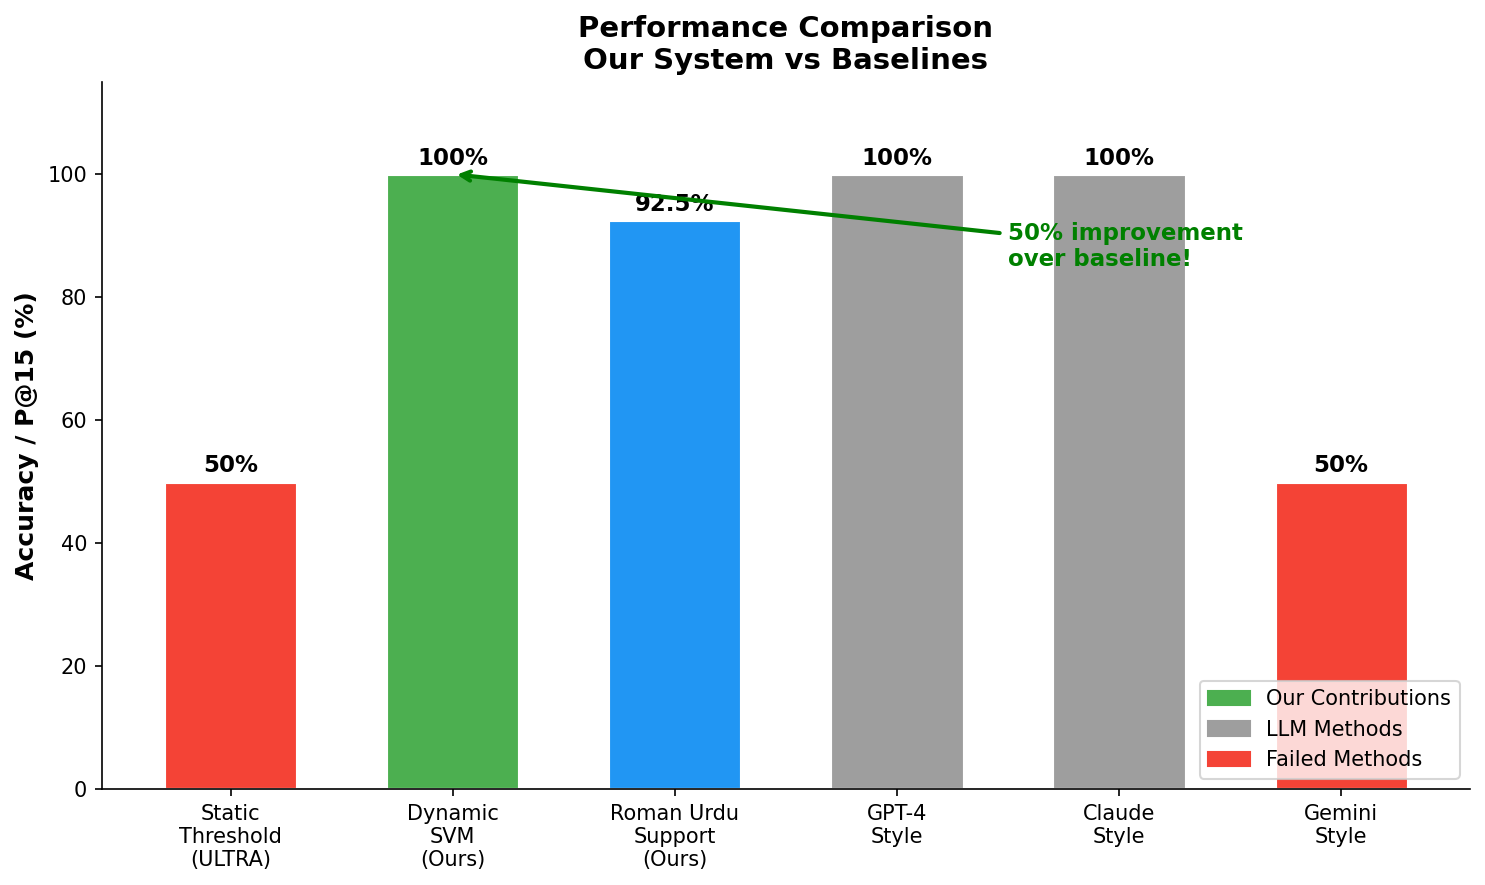 Performance Comparison
Our System vs Baselines
Accuracy / P@15 (%)
100
80
60
40
20
0
50%
100%
92.5%
100%
100%
50%
50% improvement
over baseline!
Static
Threshold
(ULTRA)
Dynamic
SVM
(Ours)
Roman Urdu
Support
(Ours)
GPT-4
Style
Claude
Style
Gemini
Style
Our Contributions
LLM Methods
Failed Methods